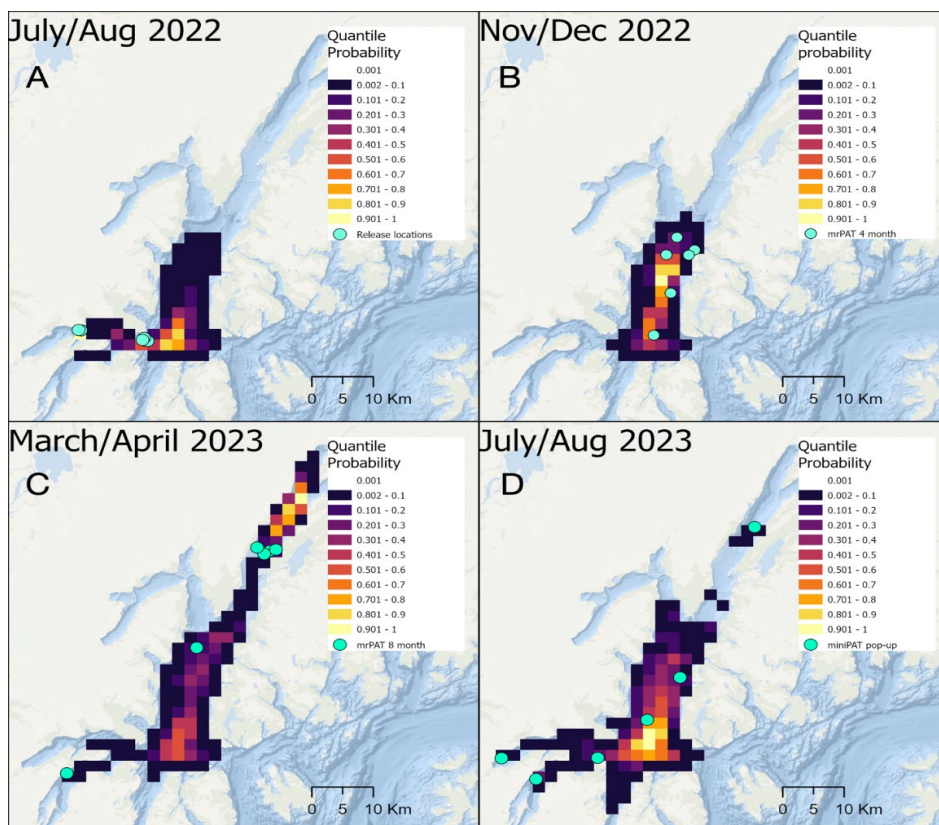 July/Aug 2022
A
Quantile
Probability
0.001
0.002 - 0.1
0.101 - 0.2
0.201 - 0.3
0.301 - 0.4
0.401 - 0.5
0.501 - 0.6
0.601 - 0.7
0.701 - 0.8
0.801 - 0.9
0.901 - 1
Release locations
0 5 10 Km
Nov/Dec 2022
B
Quantile
probability
0.001
0.002 - 0.1
0.101 - 0.2
0.201 - 0.3
0.301 - 0.4
0.401 - 0.5
0.501 - 0.6
0.601 - 0.7
0.701 - 0.8
0.801 - 0.9
0.901 - 1
mrPAT 4 month
0 5 10 Km
March/April 2023
C
Quantile
Probability
0.001
0.002 - 0.1
0.101 - 0.2
0.201 - 0.3
0.301 - 0.4
0.401 - 0.5
0.501 - 0.6
0.601 - 0.7
0.701 - 0.8
0.801 - 0.9
0.901 - 1
mrPAT 8 month
0 5 10 Km
July/Aug 2023
D
Quantile
Probability
0.001
0.002 - 0.1
0.101 - 0.2
0.201 - 0.3
0.301 - 0.4
0.401 - 0.5
0.501 - 0.6
0.601 - 0.7
0.701 - 0.8
0.801 - 0.9
0.901 - 1
miniPAT pop-up
0 5 10 Km